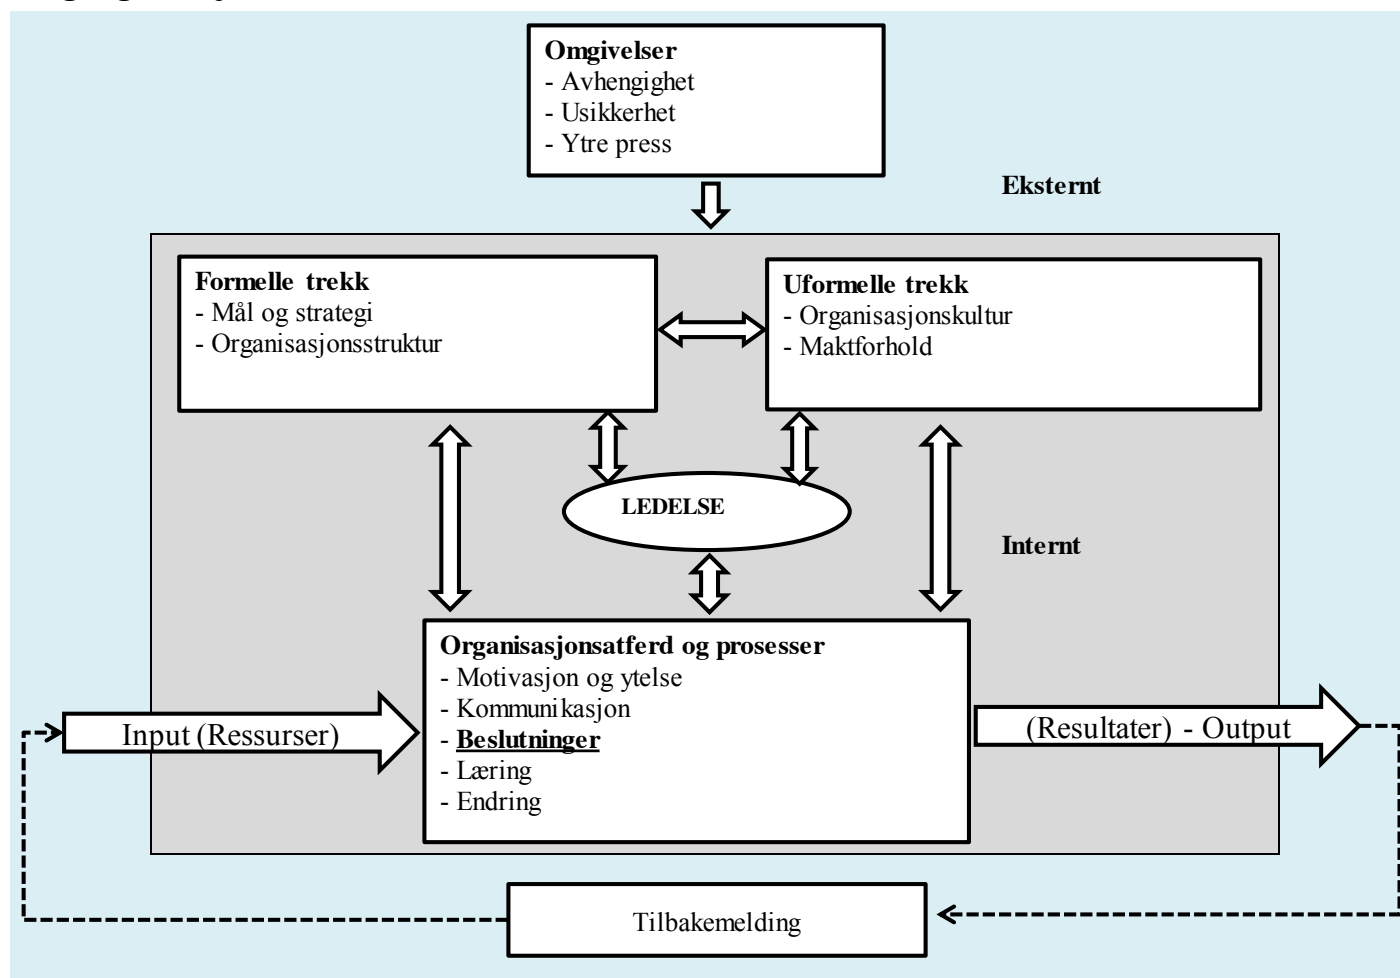 Omgivelser
- Avhengighet
- Usikkerhet
- Ytre press
Eksternt
Formelle trekk
- Mål og strategi
- Organisasjonsstruktur
Uformelle trekk
- Organisasjonskultur
- Maktforhold
LEDELSE
Internt
Organisasjonsatferd og prosesser
- Motivasjon og ytelse
- Kommunikasjon
- Beslutninger
- Læring
- Endring
Input (Ressurser)
(Resultater) - Output
Tilbakemelding